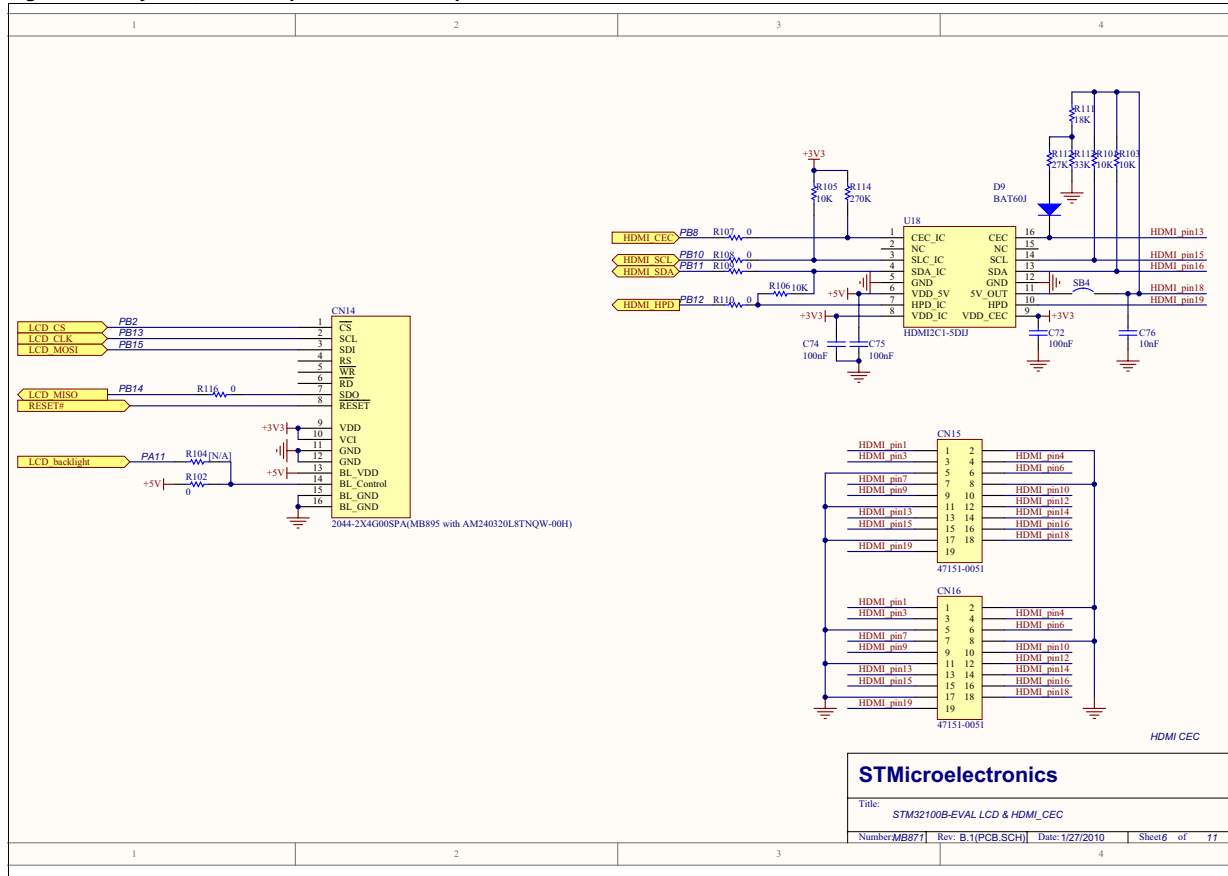 1 2 3 4
R111
18K
R112
27K
R113
33K
R101
10K
R103
10K
+3V3
R105
10K
R114
270K
D9
BAT60J
U18
HDMI_CEC PB8 R107 0
HDMI_SCL PB10 R108 0
HDMI_SDA PB11 R109 0
R106 10K
HDMI_HPD PB12 R110 0
+5V
+3V3
1 CEC_IC CEC 16 HDMI_pin13
2 NC NC 15
3 SLC_IC SCL 14 HDMI_pin15
4 SDA_IC SDA 13 HDMI_pin16
5 GND GND 12
6 VDD_5V 5V_OUT 11 SB4 HDMI_pin18
7 HPD_IC HPD 10 HDMI_pin19
8 VDD_IC VDD_CEC 9 +3V3
HDMI2C1-5DIJ
C74
100nF
C75
100nF
C72
100nF
C76
10nF
CN14
LCD_CS PB2 1 CS
LCD_CLK PB13 2 SCL
LCD_MOSI PB15 3 SDI
4 RS
5 WR
6 RD
LCD_MISO PB14 R116 0 7 SDO
RESET# 8 RESET
+3V3 9 VDD
10 VCI
11 GND
12 GND
+5V 13 BL_VDD
LCD_backlight PA11 R104 [N/A]
+5V R102 0 14 BL_Control
15 BL_GND
16 BL_GND
2044-2X4G00SPA(MB895 with AM240320L8TNQW-00H)
CN15
HDMI_pin1 1 2
HDMI_pin3 3 4 HDMI_pin4
5 6 HDMI_pin6
HDMI_pin7 7 8
HDMI_pin9 9 10 HDMI_pin10
11 12 HDMI_pin12
HDMI_pin13 13 14 HDMI_pin14
HDMI_pin15 15 16 HDMI_pin16
17 18 HDMI_pin18
HDMI_pin19 19
47151-0051
CN16
HDMI_pin1 1 2
HDMI_pin3 3 4 HDMI_pin4
5 6 HDMI_pin6
HDMI_pin7 7 8
HDMI_pin9 9 10 HDMI_pin10
11 12 HDMI_pin12
HDMI_pin13 13 14 HDMI_pin14
HDMI_pin15 15 16 HDMI_pin16
17 18 HDMI_pin18
HDMI_pin19 19
47151-0051
HDMI CEC
STMicroelectronics
Title:
STM32100B-EVAL LCD & HDMI_CEC
Number:MB871 Rev: B.1(PCB.SCH) Date: 1/27/2010 Sheet6 of 11
1 2 3 4